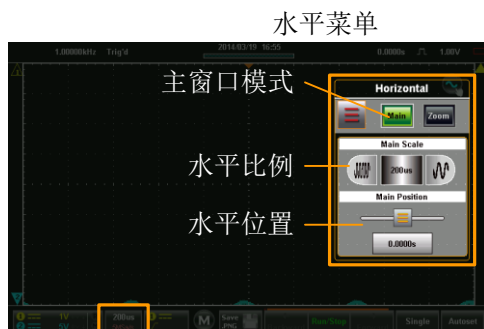 水平菜单
1.00000kHz Trig'd 2014/03/19 16:55 0.0000s 1.00V
主窗口模式
Horizontal
Main Zoom
Main Scale
水平比例
200us
Main Position
水平位置
0.0000s
1V 200us M Save Run/Stop Single Autoset
5V PNG